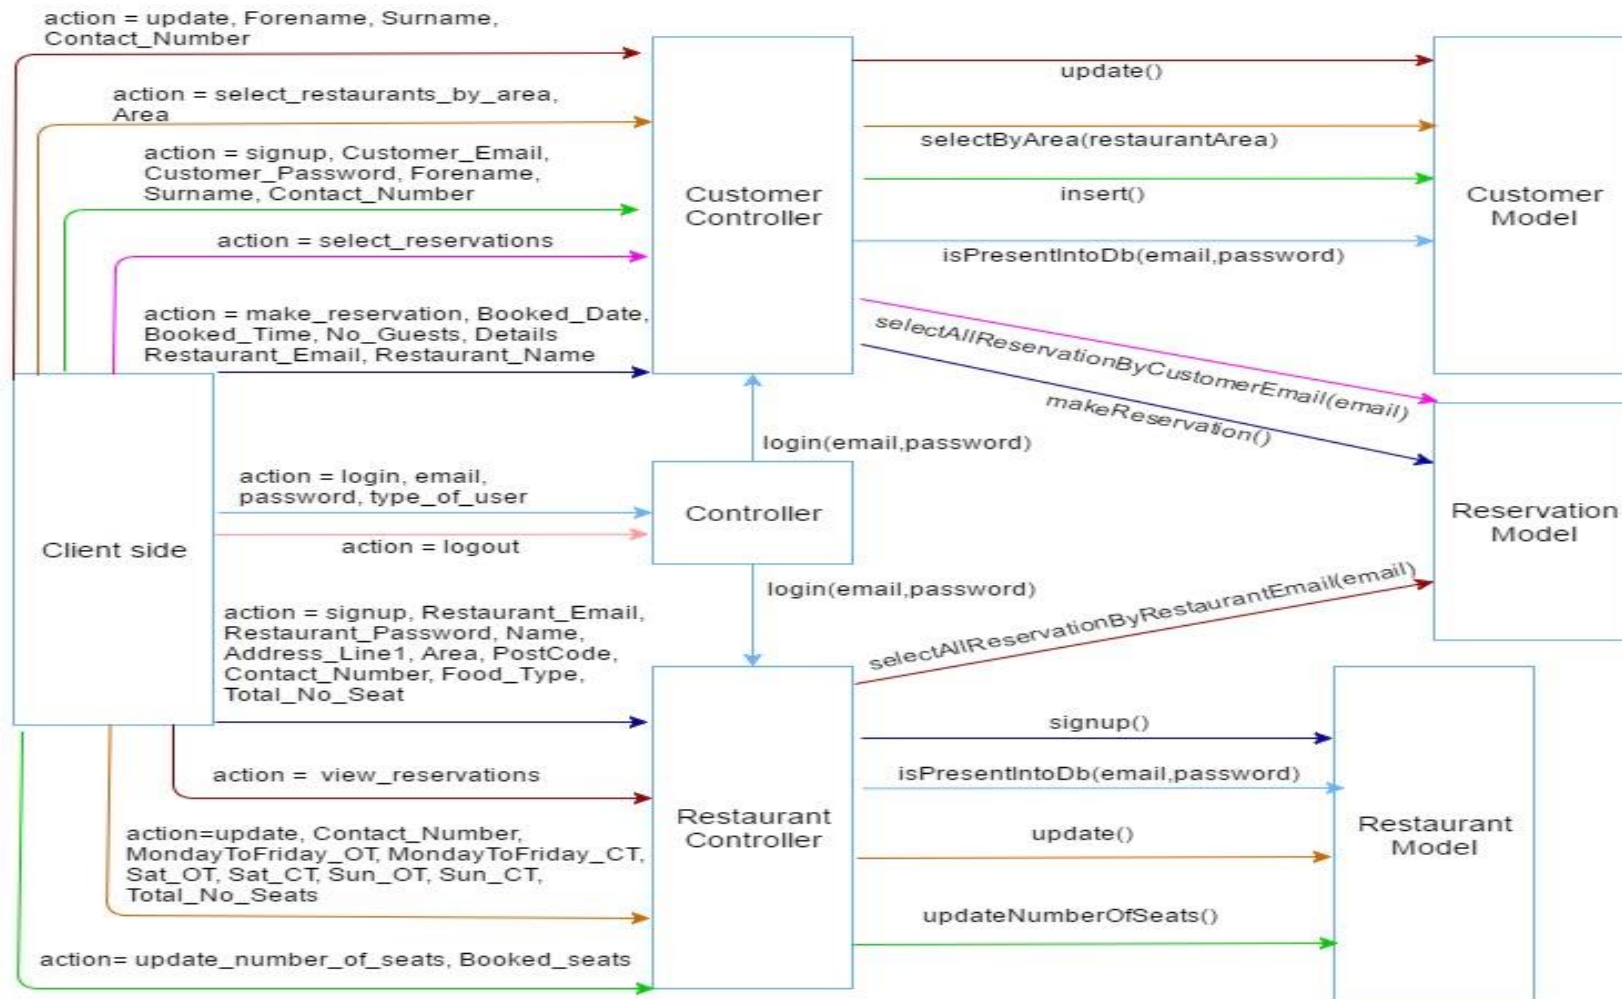 action = update, Forename, Surname,
Contact_Number
action = select_restaurants_by_area,
Area
action = signup, Customer_Email,
Customer_Password, Forename,
Surname, Contact_Number
action = select_reservations
action = make_reservation, Booked_Date,
Booked_Time, No_Guests, Details
Restaurant_Email, Restaurant_Name
Customer
Controller
update()
selectByArea(restaurantArea)
insert()
isPresentIntoDb(email,password)
selectAllReservationByCustomerEmail(email)
makeReservation()
Customer
Model
login(email,password)
action = login, email,
password, type_of_user
action = logout
Client side
Controller
Reservation
Model
login(email,password)
selectAllReservationByRestaurantEmail(email)
action = signup, Restaurant_Email,
Restaurant_Password, Name,
Address_Line1, Area, PostCode,
Contact_Number, Food_Type,
Total_No_Seat
action =  view_reservations
action=update, Contact_Number,
MondayToFriday_OT, MondayToFriday_CT,
Sat_OT, Sat_CT, Sun_OT, Sun_CT,
Total_No_Seats
action= update_number_of_seats, Booked_seats
Restaurant
Controller
signup()
isPresentIntoDb(email,password)
update()
updateNumberOfSeats()
Restaurant
Model